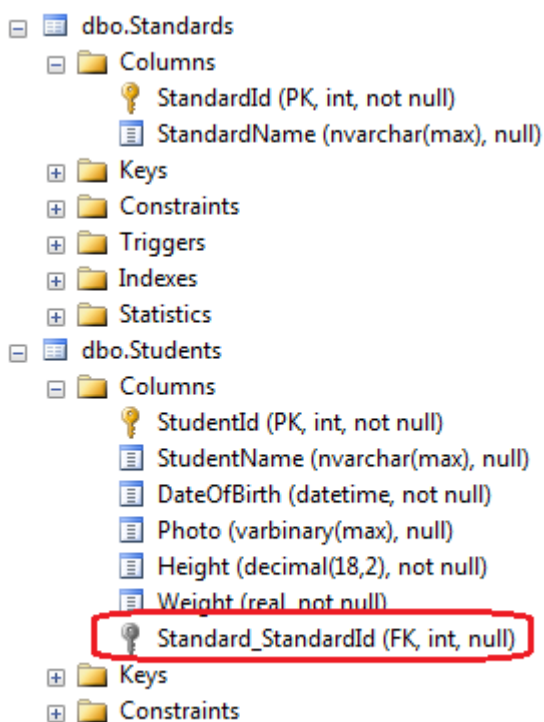 dbo.Standards
Columns
StandardId (PK, int, not null)
StandardName (nvarchar(max), null)
Keys
Constraints
Triggers
Indexes
Statistics
dbo.Students
Columns
StudentId (PK, int, not null)
StudentName (nvarchar(max), null)
DateOfBirth (datetime, not null)
Photo (varbinary(max), null)
Height (decimal(18,2), not null)
Weight (real, not null)
Standard_StandardId (FK, int, null)
Keys
Constraints